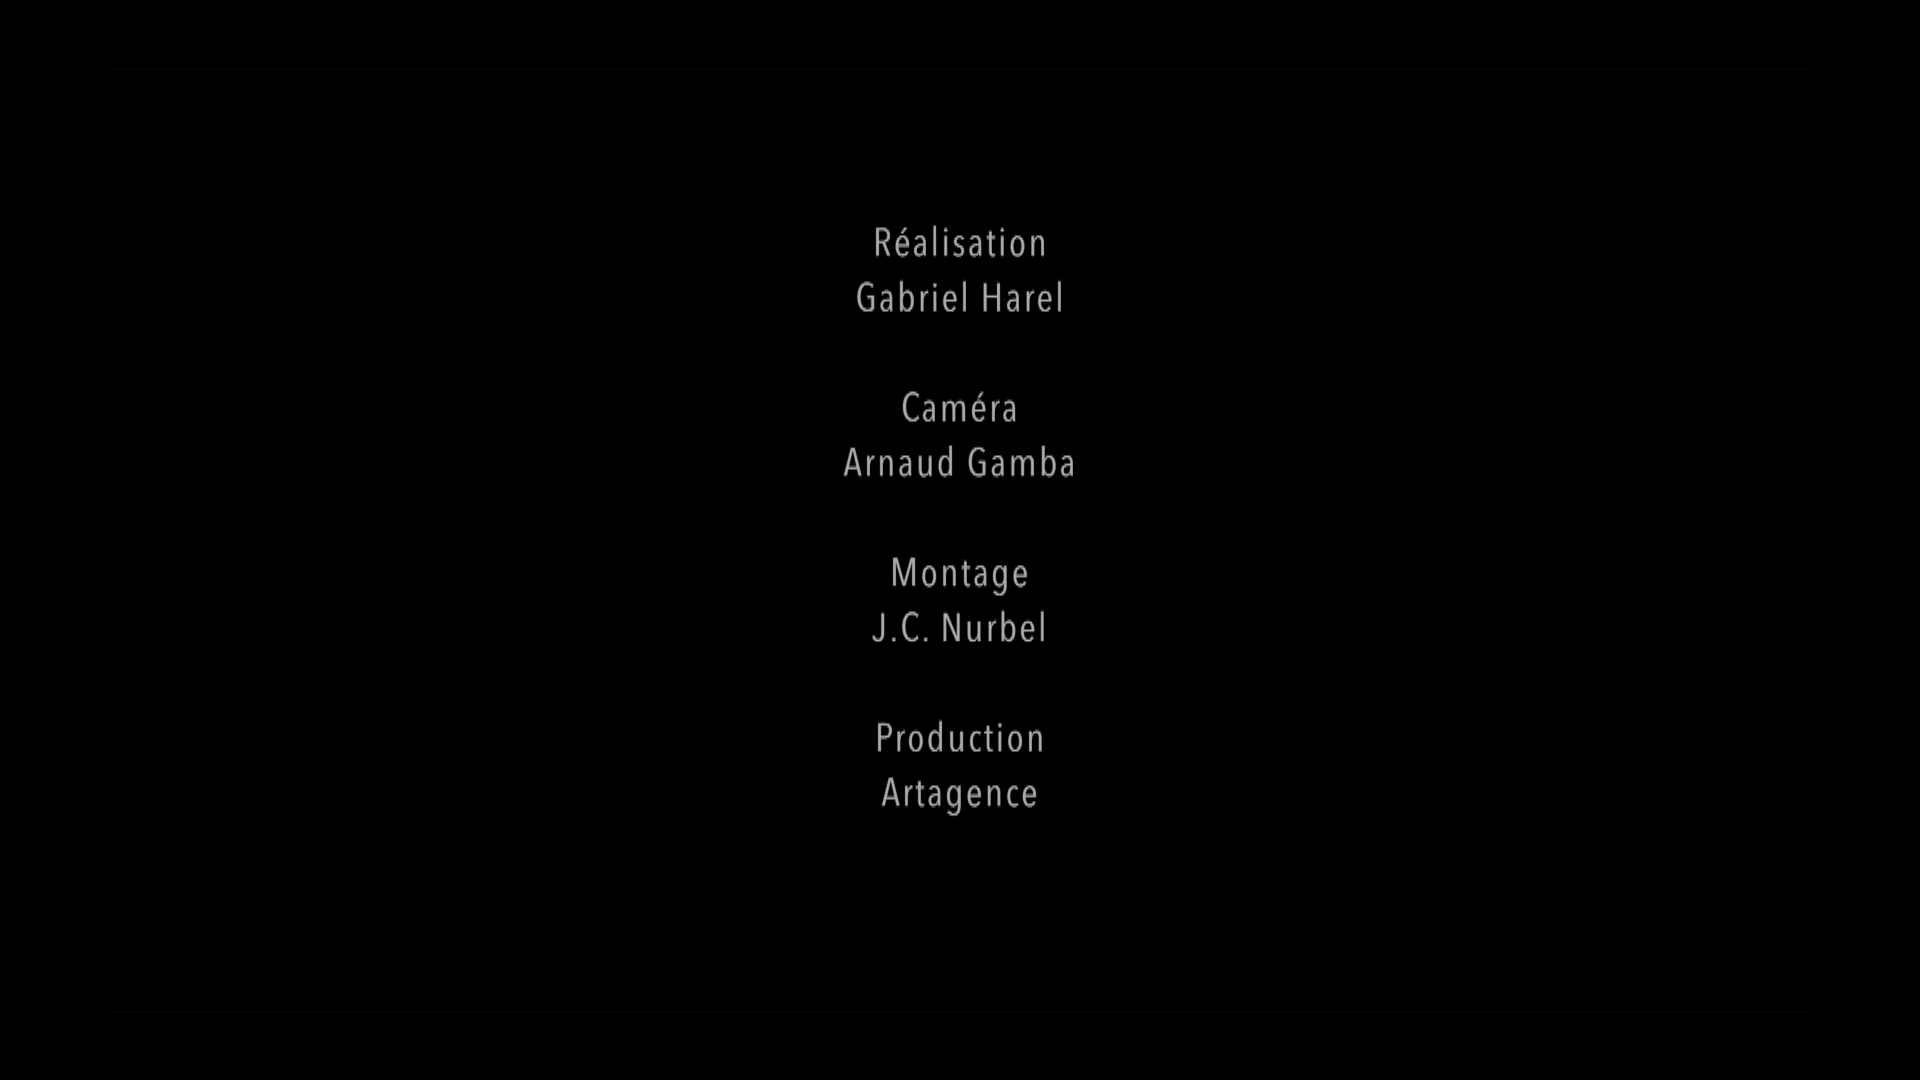 Réalisation
Gabriel Harel
Caméra
Arnaud Gamba
Montage
J.C. Nurbel
Production
Artagence